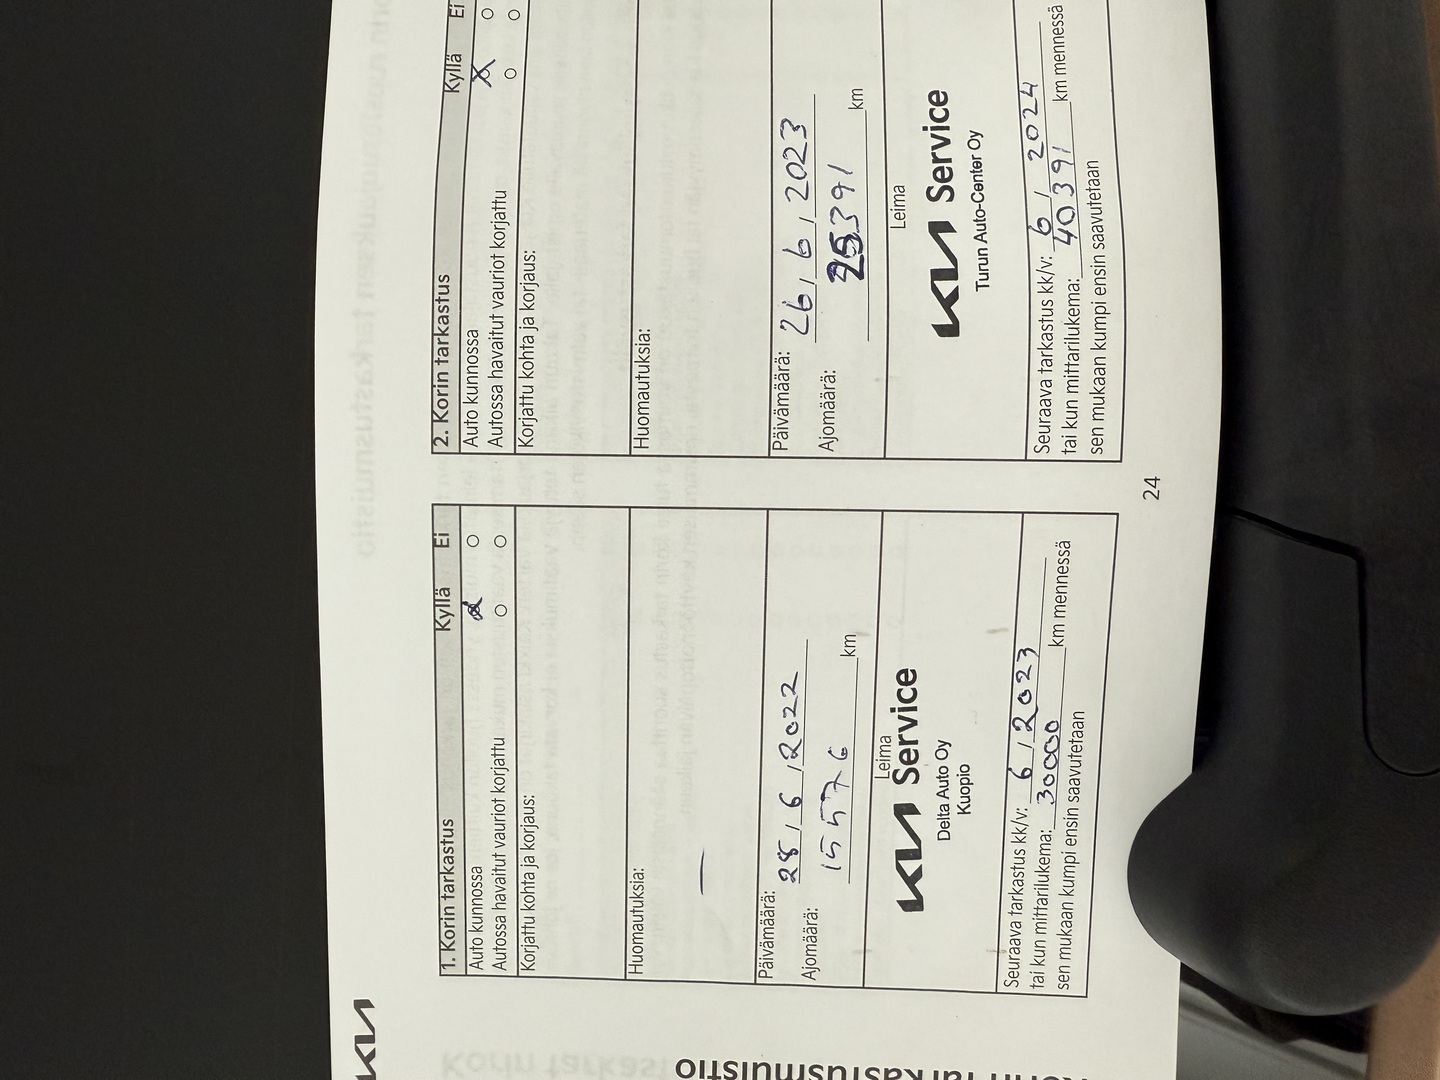 KIA
Korin tarkastusmuistio
1. Korin tarkastus Kyllä Ei
Auto kunnossa
Autossa havaitut vauriot korjattu
Korjattu kohta ja korjaus:
Huomautuksia:
—
Päivämäärä: 28 / 6 / 2022
Ajomäärä: 15576 km
Leima
KIA Service
Delta Auto Oy
Kuopio
Seuraava tarkastus kk/v: 6 / 2023
tai kun mittarilukema: 30000 km mennessä
sen mukaan kumpi ensin saavutetaan
2. Korin tarkastus Kyllä Ei
Auto kunnossa X
Autossa havaitut vauriot korjattu
Korjattu kohta ja korjaus:
Huomautuksia:
Päivämäärä: 26 / 6 / 2023
Ajomäärä: 25391 km
Leima
KIA Service
Turun Auto-Center Oy
Seuraava tarkastus kk/v: 6 / 2024
tai kun mittarilukema: 40391 km mennessä
sen mukaan kumpi ensin saavutetaan
24